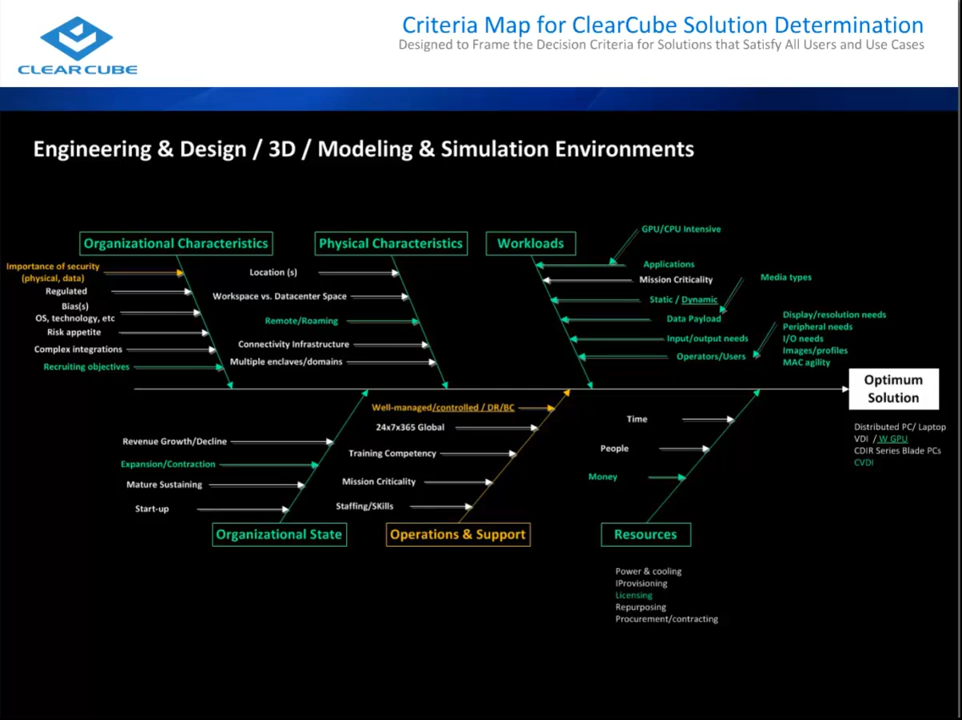 CLEARCUBE
Criteria Map for ClearCube Solution Determination
Designed to Frame the Decision Criteria for Solutions that Satisfy All Users and Use Cases
Engineering & Design / 3D / Modeling & Simulation Environments
Organizational Characteristics
Importance of security
(physical, data)
Regulated
Bias(s)
OS, technology, etc
Risk appetite
Complex integrations
Recruiting objectives
Physical Characteristics
Location (s)
Workspace vs. Datacenter Space
Remote/Roaming
Connectivity Infrastructure
Multiple enclaves/domains
Workloads
GPU/CPU Intensive
Applications
Mission Criticality
Static / Dynamic
Data Payload
Input/output needs
Operators/Users
Media types
Display/resolution needs
Peripheral needs
I/O needs
Images/profiles
MAC agility
Optimum
Solution
Distributed PC/ Laptop
VDI / W GPU
CDIR Series Blade PCs
CVDI
Revenue Growth/Decline
Expansion/Contraction
Mature Sustaining
Start-up
Organizational State
Well-managed/controlled / DR/BC
24x7x365 Global
Training Competency
Mission Criticality
Staffing/SKills
Operations & Support
Time
People
Money
Resources
Power & cooling
IProvisioning
Licensing
Repurposing
Procurement/contracting